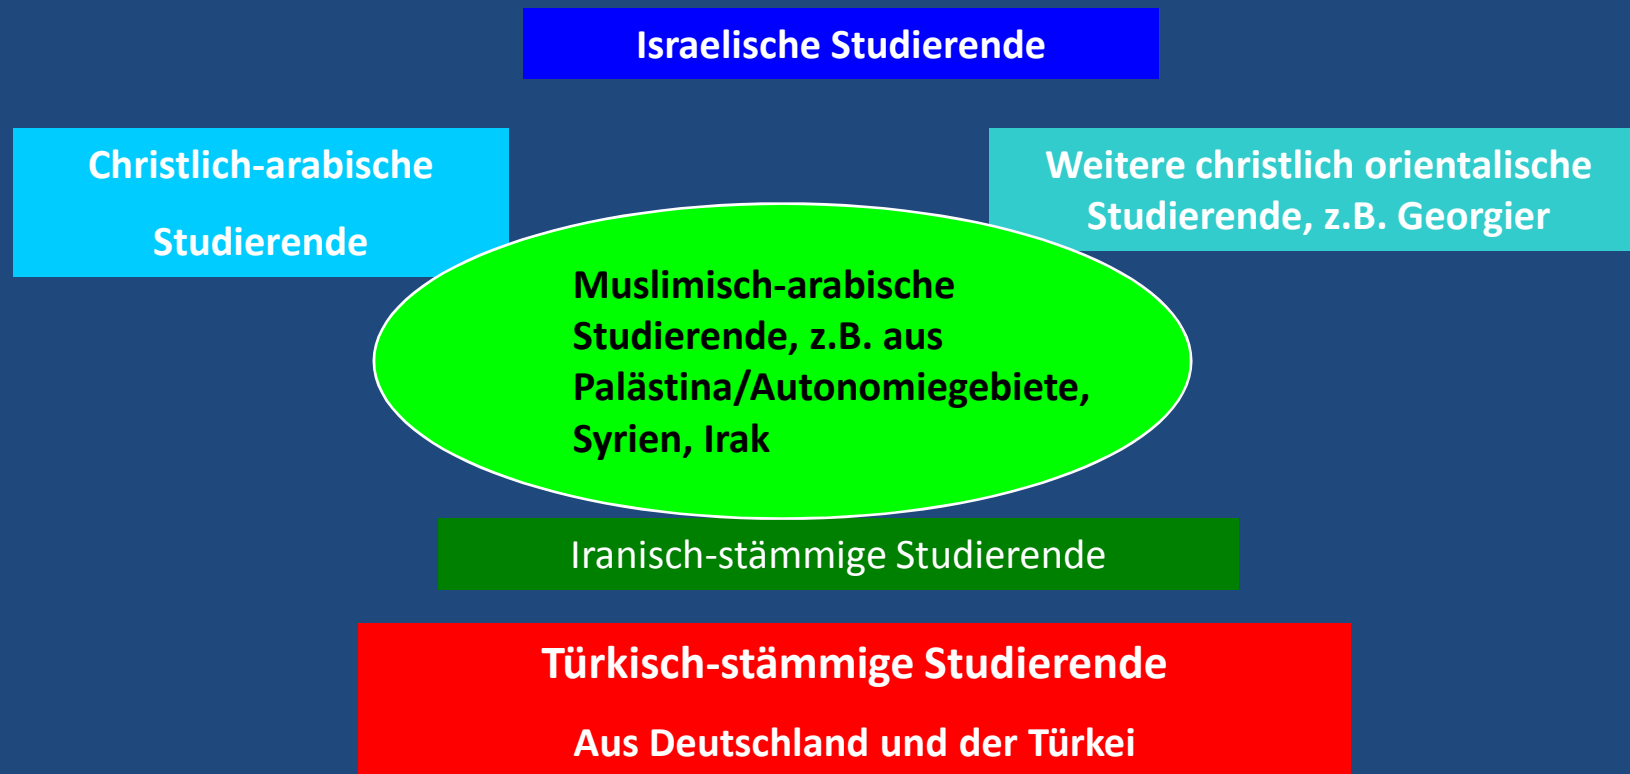 Israelische Studierende
Christlich-arabische
Studierende
Weitere christlich orientalische
Studierende, z.B. Georgier
Muslimisch-arabische
Studierende, z.B. aus
Palästina/Autonomiegebiete,
Syrien, Irak
Iranisch-stämmige Studierende
Türkisch-stämmige Studierende
Aus Deutschland und der Türkei